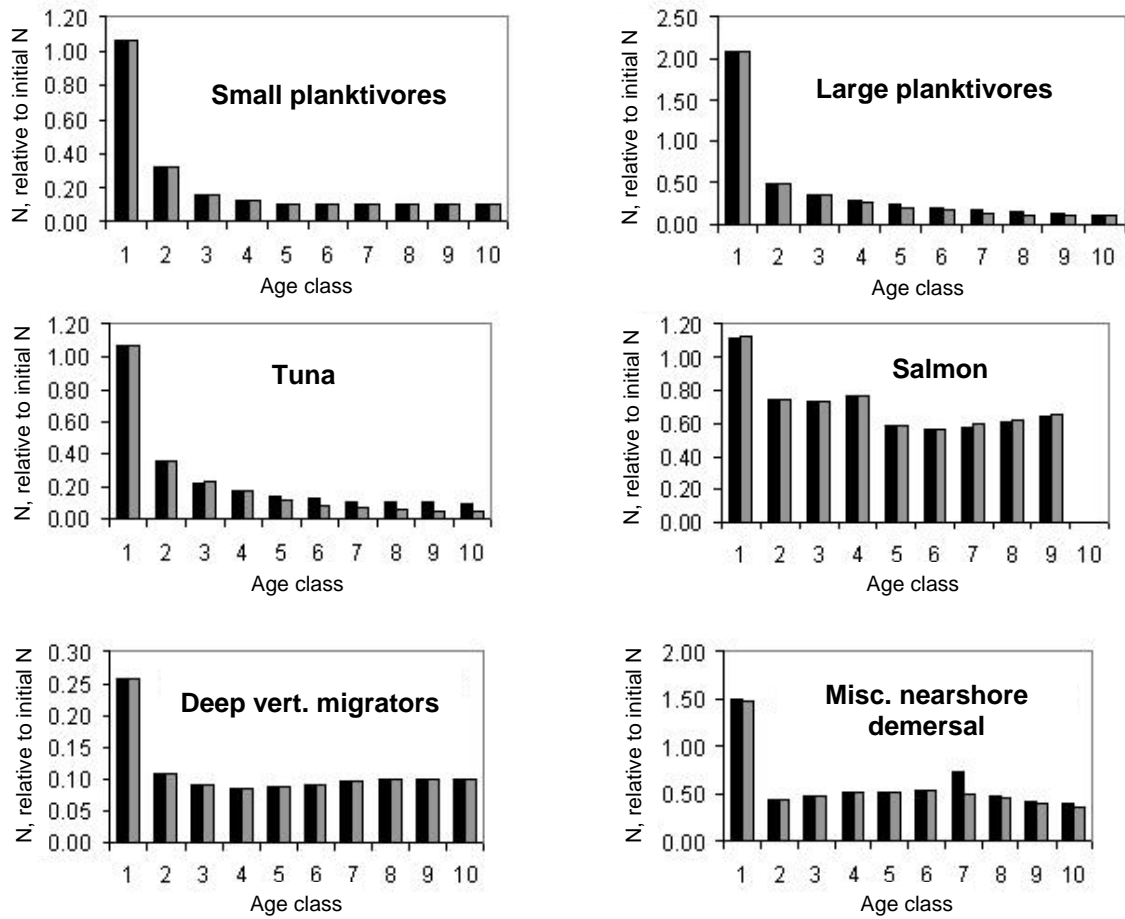 N, relative to initial N
1.20
1.00
0.80
0.60
0.40
0.20
0.00
Small planktivores
1 2 3 4 5 6 7 8 9 10
Age class
N, relative to initial N
2.50
2.00
1.50
1.00
0.50
0.00
Large planktivores
1 2 3 4 5 6 7 8 9 10
Age class
N, relative to initial N
1.20
1.00
0.80
0.60
0.40
0.20
0.00
Tuna
1 2 3 4 5 6 7 8 9 10
Age class
N, relative to initial N
1.20
1.00
0.80
0.60
0.40
0.20
0.00
Salmon
1 2 3 4 5 6 7 8 9 10
Age class
N, relative to initial N
0.30
0.25
0.20
0.15
0.10
0.05
0.00
Deep vert. migrators
1 2 3 4 5 6 7 8 9 10
Age class
N, relative to initial N
2.00
1.50
1.00
0.50
0.00
Misc. nearshore
demersal
1 2 3 4 5 6 7 8 9 10
Age class